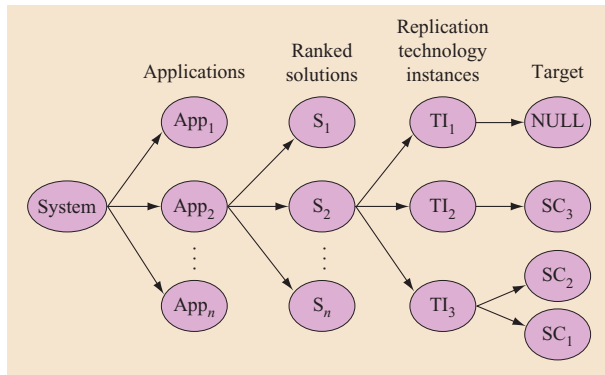 Applications
Ranked
solutions
Replication
technology
instances
Target
System
App1
App2
⋮
Appn
S1
S2
⋮
Sn
TI1
TI2
TI3
NULL
SC3
SC2
SC1